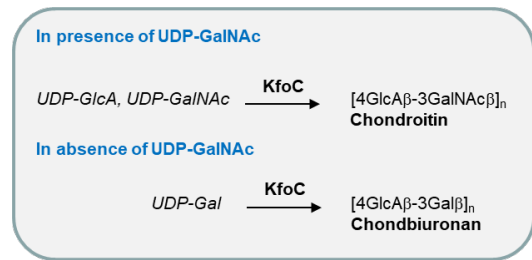 In presence of UDP-GalNAc
KfoC
UDP-GlcA, UDP-GalNAc
[4GlcAβ-3GalNAcβ]n
Chondroitin
In absence of UDP-GalNAc
KfoC
UDP-Gal
[4GlcAβ-3Galβ]n
Chondbiuronan